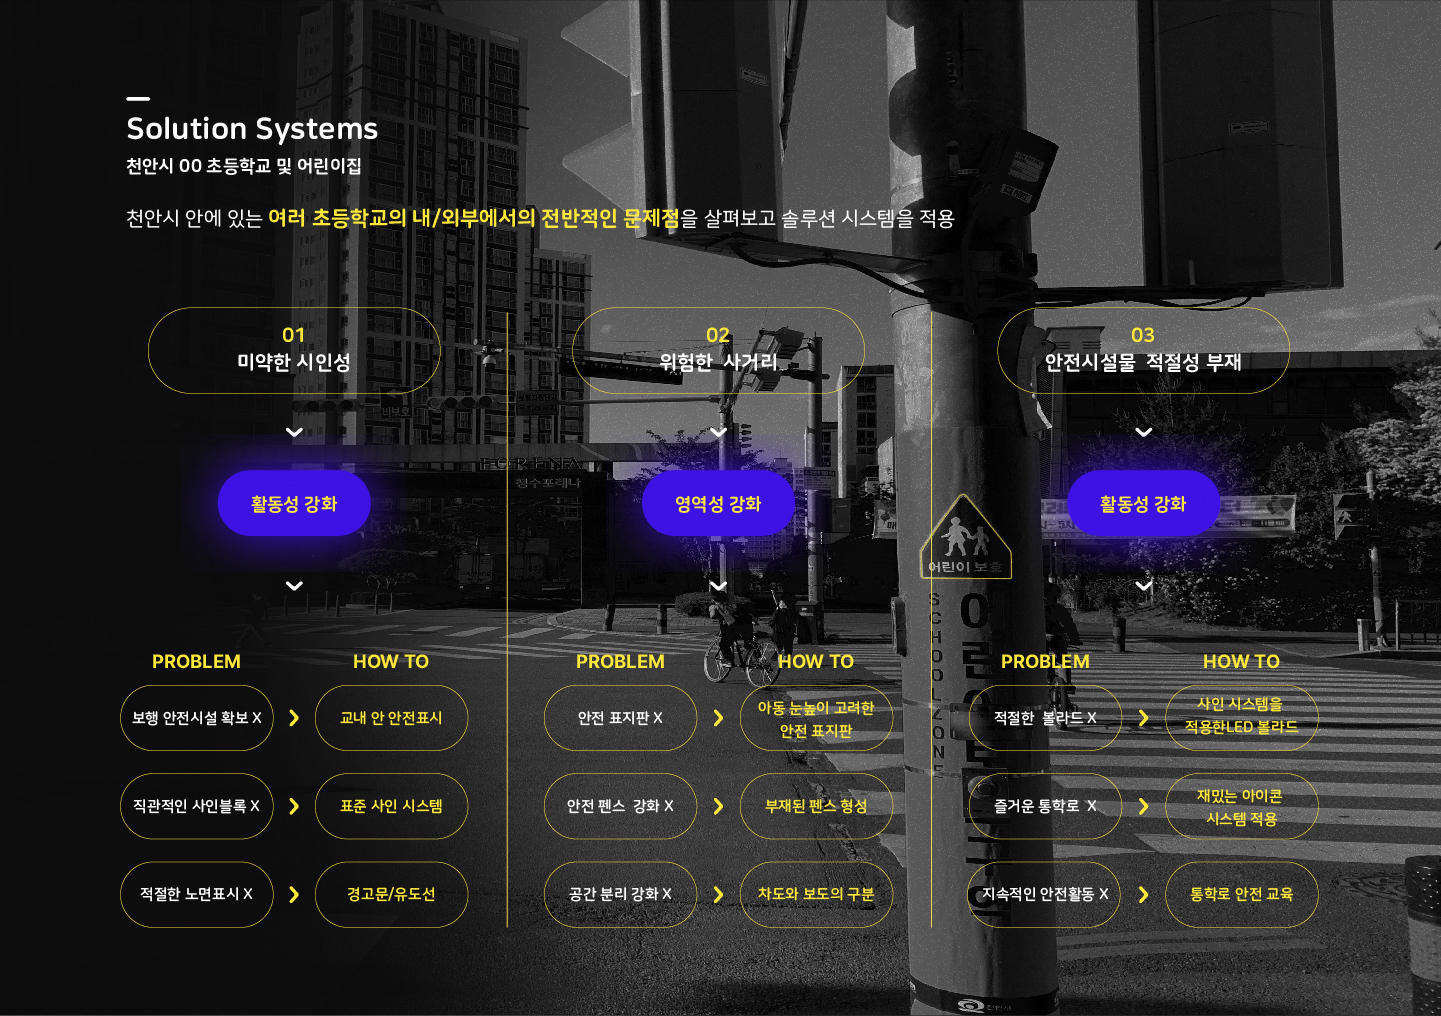 Solution Systems
천안시 00 초등학교 및 어린이집
천안시 안에 있는 여러 초등학교의 내/외부에서의 전반적인 문제점을 살펴보고 솔루션 시스템을 적용
01
미약한 시인성
02
위험한 사거리
03
안전시설물 적절성 부재
비보호
FORENA
청수포레나
활동성 강화
영역성 강화
활동성 강화
어린이 보호
SCHOOL ZONE
PROBLEM
HOW TO
보행 안전시설 확보 X
교내 안 안전표시
직관적인 사인블록 X
표준 사인 시스템
적절한 노면표시 X
경고문/유도선
PROBLEM
HOW TO
안전 표지판 X
아동 눈높이 고려한
안전 표지판
안전 펜스 강화 X
부재된 펜스 형성
공간 분리 강화 X
차도와 보도의 구분
PROBLEM
HOW TO
적절한 볼라드 X
사인 시스템을
적용한LED 볼라드
즐거운 통학로 X
재밌는 아이콘
시스템 적용
지속적인 안전활동 X
통학로 안전 교육